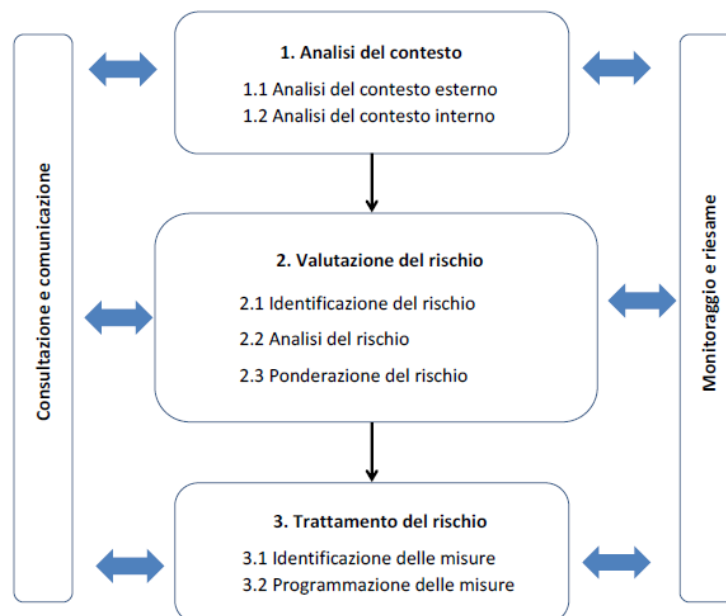 1. Analisi del contesto
1.1 Analisi del contesto esterno
1.2 Analisi del contesto interno
Consultazione e comunicazione
2. Valutazione del rischio
2.1 Identificazione del rischio
2.2 Analisi del rischio
2.3 Ponderazione del rischio
Monitoraggio e riesame
3. Trattamento del rischio
3.1 Identificazione delle misure
3.2 Programmazione delle misure